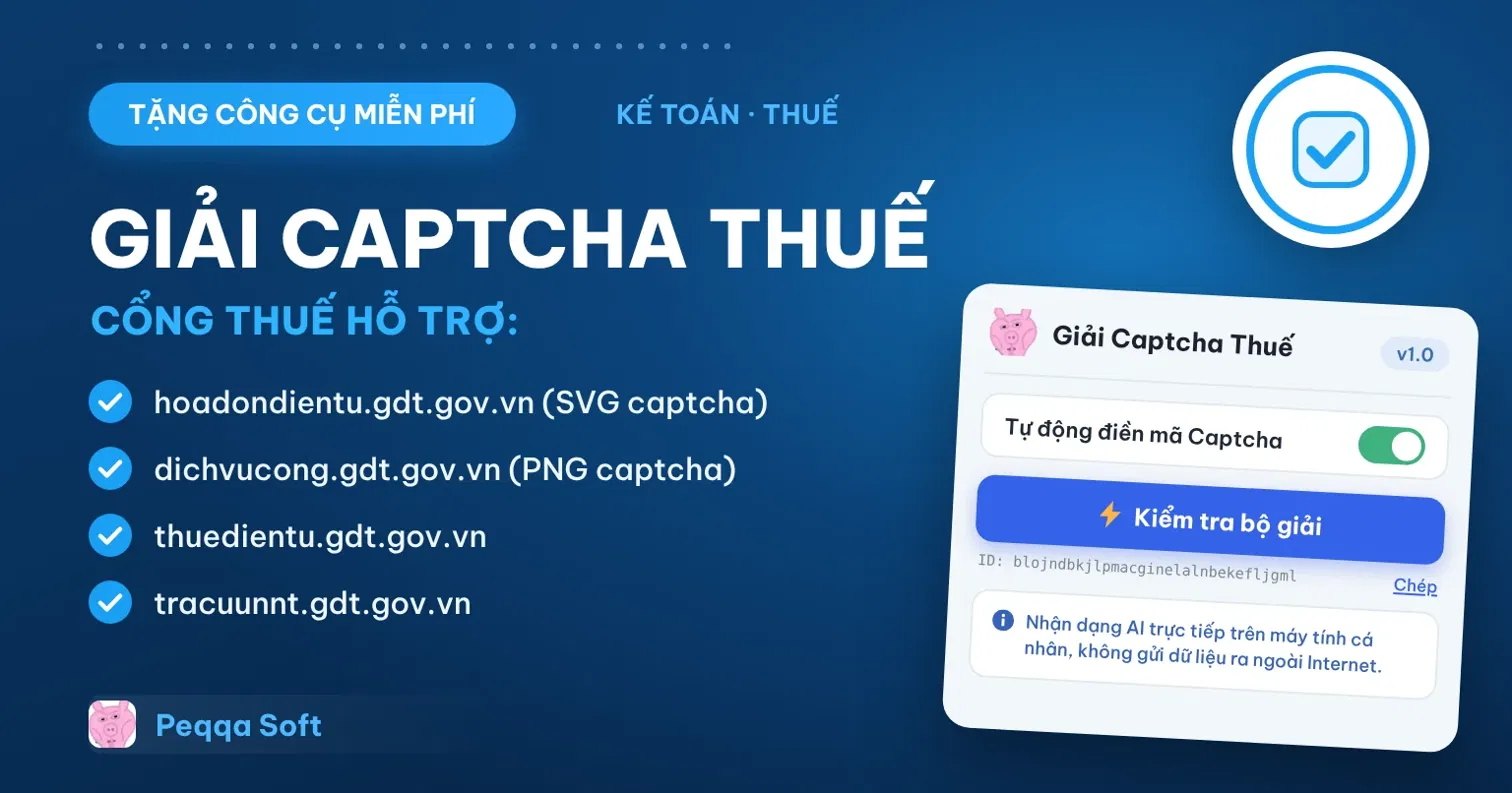 TẶNG CÔNG CỤ MIỄN PHÍ
KẾ TOÁN · THUẾ
GIẢI CAPTCHA THUẾ
CỔNG THUẾ HỖ TRỢ:
hoadondientu.gdt.gov.vn (SVG captcha)
dichvucong.gdt.gov.vn (PNG captcha)
thuedientu.gdt.gov.vn
tracuunnt.gdt.gov.vn
Peqqa Soft
Giải Captcha Thuế
v1.0
Tự động điền mã Captcha
Kiểm tra bộ giải
ID: blojndbkjlpmacginelalnbekefljgml
Chép
Nhận dạng AI trực tiếp trên máy tính cá
nhân, không gửi dữ liệu ra ngoài Internet.